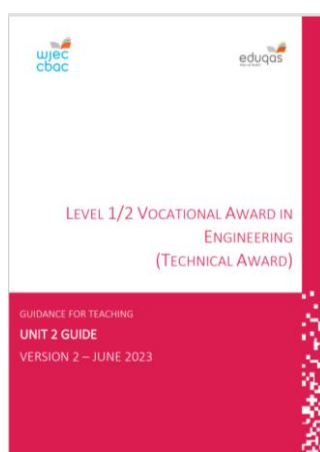 wjec
cbac
eduqas
LEVEL 1/2 VOCATIONAL AWARD IN
ENGINEERING
(TECHNICAL AWARD)
GUIDANCE FOR TEACHING
UNIT 2 GUIDE
VERSION 2 – JUNE 2023